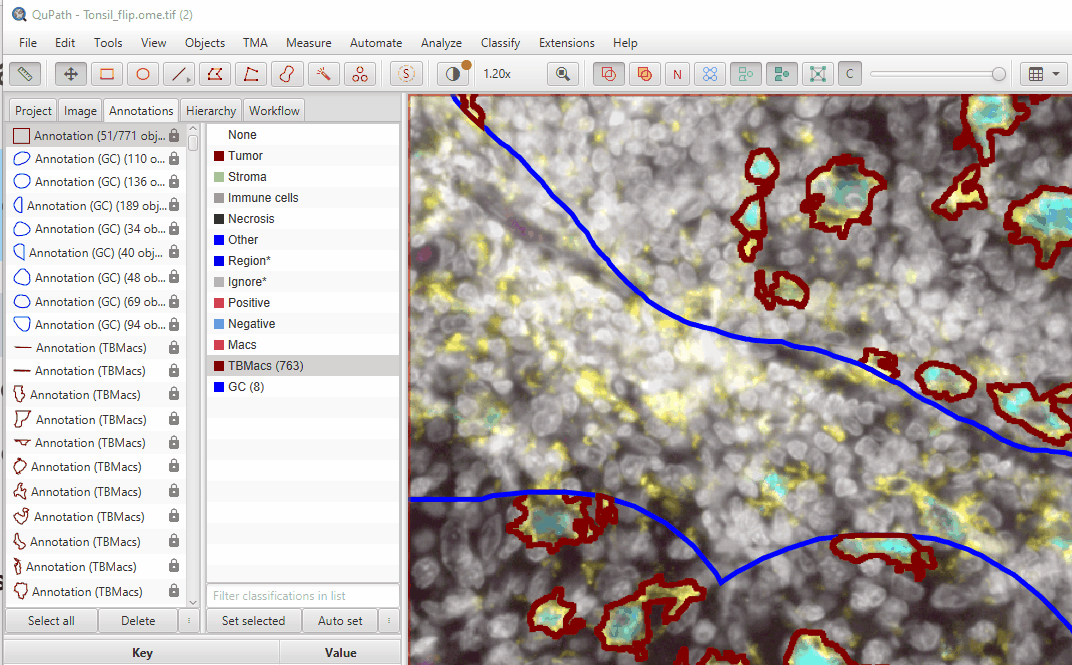 QuPath - Tonsil_flip.ome.tif (2)
File Edit Tools View Objects TMA Measure Automate Analyze Classify Extensions Help
S 1.20x N C
Project Image Annotations Hierarchy Workflow
Annotation (51/771 obj...
Annotation (GC) (110 o...
Annotation (GC) (136 o...
Annotation (GC) (189 obj...
Annotation (GC) (34 obj...
Annotation (GC) (40 obj...
Annotation (GC) (48 obj...
Annotation (GC) (69 obj...
Annotation (GC) (94 ob...
Annotation (TBMacs)
Annotation (TBMacs)
Annotation (TBMacs)
Annotation (TBMacs)
Annotation (TBMacs)
Annotation (TBMacs)
Annotation (TBMacs)
Annotation (TBMacs)
Annotation (TBMacs)
Annotation (TBMacs)
Annotation (TBMacs)
None
Tumor
Stroma
Immune cells
Necrosis
Other
Region*
Ignore*
Positive
Negative
Macs
TBMacs (763)
GC (8)
Filter classifications in list
Select all Delete Set selected Auto set
Key Value